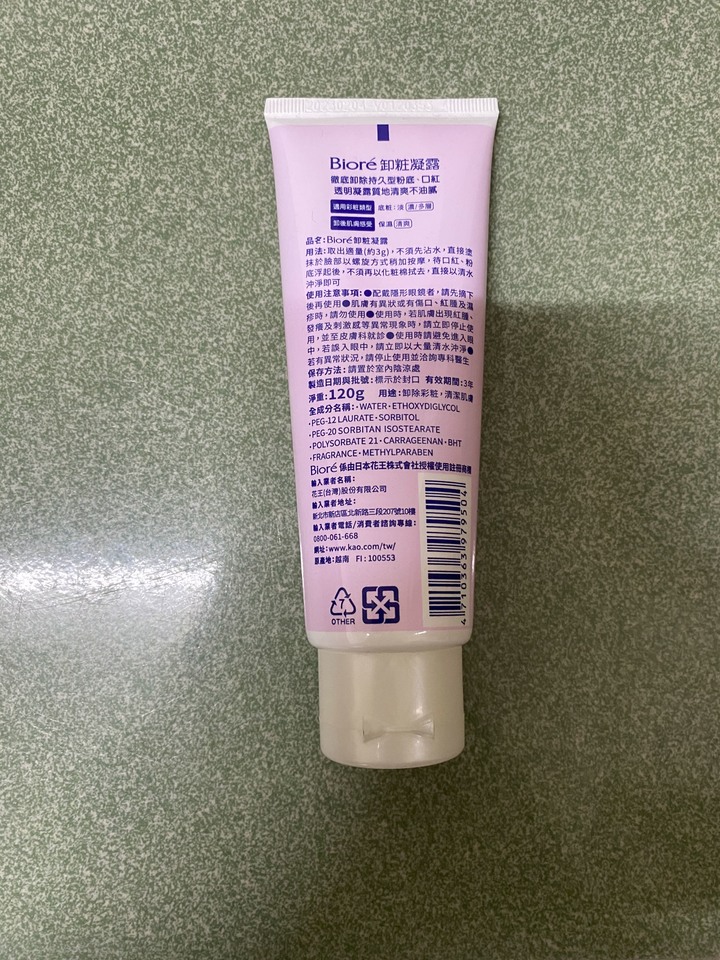 Bioré 卸粧凝露
徹底卸除持久型粉底、口紅
透明凝露質地清爽不油膩
適用彩粧類型 底粧:淡 濃/多層
卸後肌膚感受 保濕 清爽
品名:Bioré卸粧凝露
用法:取出適量(約3g),不須先沾水,直接塗
抹於臉部以螺旋方式稍加按摩,待口紅、粉
底浮起後,不須再以化粧棉拭去,直接以清水
沖淨即可
使用注意事項:●配戴隱形眼鏡者,請先摘下
後再使用●肌膚有異狀或有傷口、紅腫及濕
疹時,請勿使用●使用時,若肌膚出現紅腫、
發癢及刺激感等異常現象時,請立即停止使
用,並至皮膚科就診●使用時請避免進入眼
中,若誤入眼中,請立即以大量清水沖淨●
若有異常狀況,請停止使用並洽詢專科醫生
保存方法:請置於室內陰涼處
製造日期與批號:標示於封口 有效期間:3年
淨重:120g 用途:卸除彩粧,清潔肌膚
全成分名稱:·WATER·ETHOXYDIGLYCOL
·PEG-12 LAURATE·SORBITOL
·PEG-20 SORBITAN ISOSTEARATE
·POLYSORBATE 21·CARRAGEENAN·BHT
·FRAGRANCE·METHYLPARABEN
Bioré 係由日本花王株式會社授權使用註冊商標
輸入業者名稱:
花王(台灣)股份有限公司
輸入業者地址:
新北市新店區北新路三段207號10樓
輸入業者電話/消費者諮詢專線:
0800-061-668
網址:www.kao.com/tw/
原產地:越南 FI:100553
7
OTHER
4710363979504